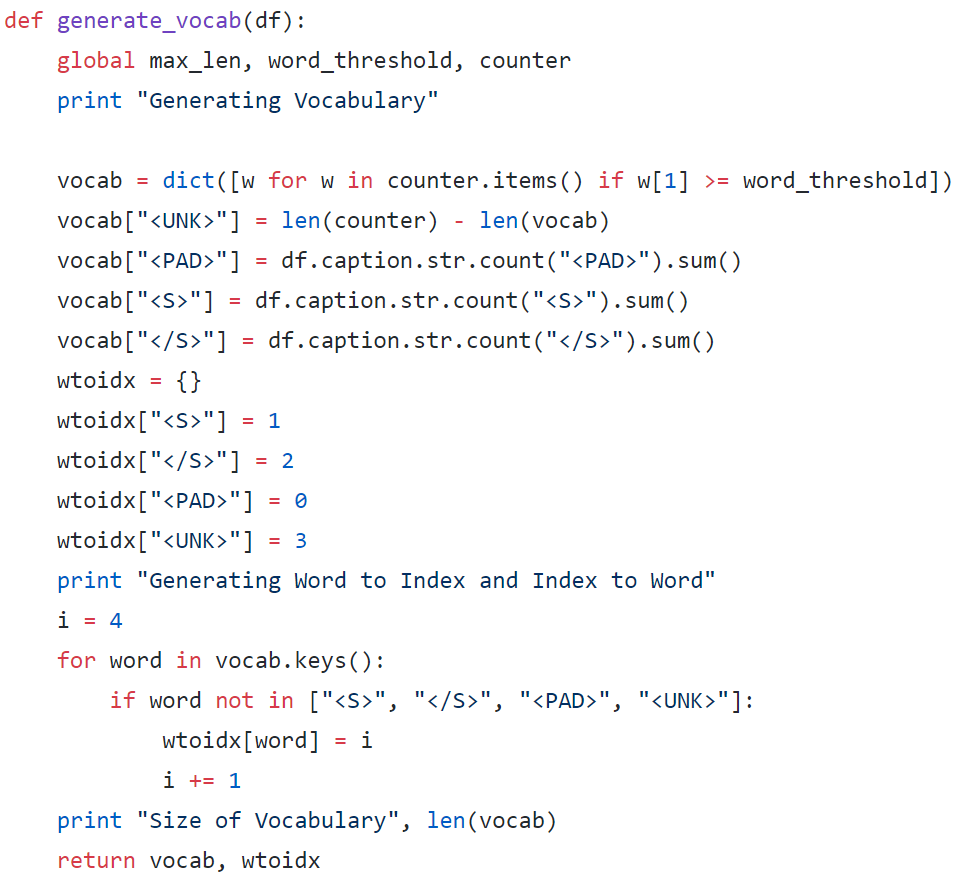 def generate_vocab(df):
    global max_len, word_threshold, counter
    print "Generating Vocabulary"

    vocab = dict([w for w in counter.items() if w[1] >= word_threshold])
    vocab["<UNK>"] = len(counter) - len(vocab)
    vocab["<PAD>"] = df.caption.str.count("<PAD>").sum()
    vocab["<S>"] = df.caption.str.count("<S>").sum()
    vocab["</S>"] = df.caption.str.count("</S>").sum()
    wtoidx = {}
    wtoidx["<S>"] = 1
    wtoidx["</S>"] = 2
    wtoidx["<PAD>"] = 0
    wtoidx["<UNK>"] = 3
    print "Generating Word to Index and Index to Word"
    i = 4
    for word in vocab.keys():
        if word not in ["<S>", "</S>", "<PAD>", "<UNK>"]:
            wtoidx[word] = i
            i += 1
    print "Size of Vocabulary", len(vocab)
    return vocab, wtoidx